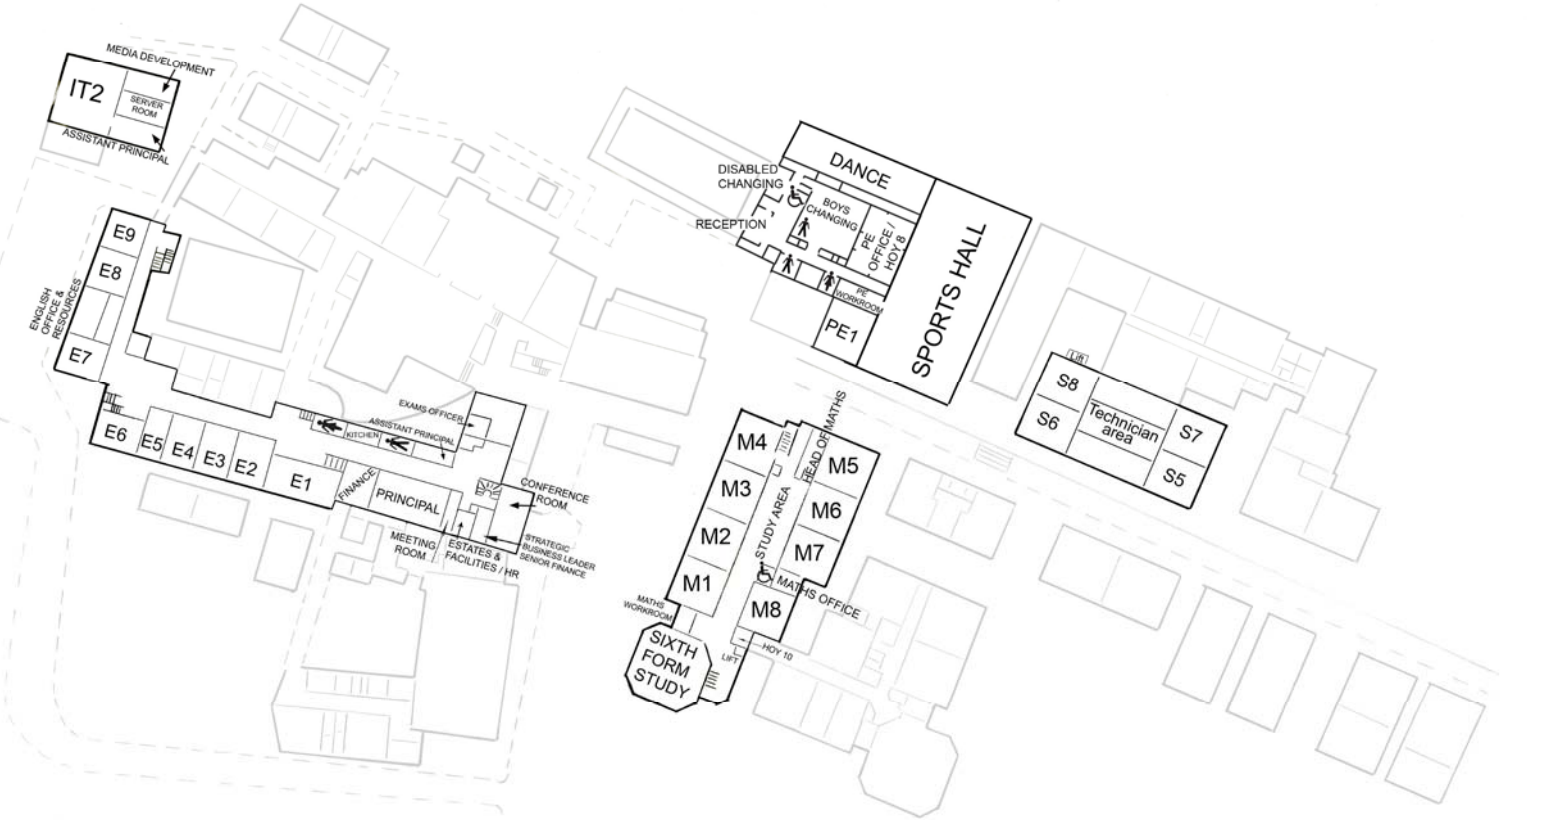 MEDIA DEVELOPMENT
IT2
SERVER
ROOM
ASSISTANT PRINCIPAL
E9
E8
ENGLISH
OFFICE &
RESOURCES
E7
E6
E5
E4
E3
E2
E1
EXAMS OFFICER
ASSISTANT PRINCIPAL
KITCHEN
FINANCE
PRINCIPAL
CONFERENCE
ROOM
MEETING
ROOM
ESTATES &
FACILITIES / HR
STRATEGIC
BUSINESS LEADER
SENIOR FINANCE
DANCE
DISABLED
CHANGING
BOYS
CHANGING
RECEPTION
PE
OFFICE /
HOY 8
PE
WORKROOM
PE1
SPORTS HALL
M4
M3
M2
M1
HEAD OF MATHS
STUDY AREA
M5
M6
M7
MATHS OFFICE
M8
MATHS
WORKROOM
SIXTH
FORM
STUDY
HOY 10
LIFT
Lift
S8
S6
Technician
area
S7
S5